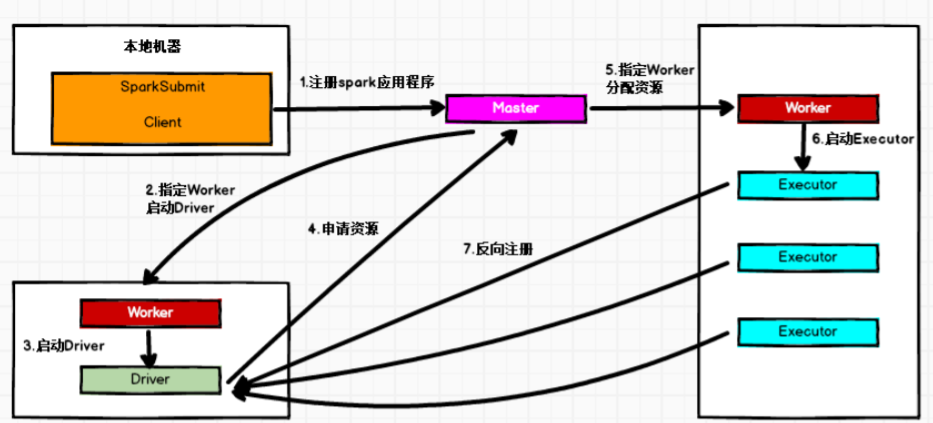 本地机器
SparkSubmit
Client
1.注册spark应用程序
Master
5.指定Worker
分配资源
Worker
6.启动Executor
Executor
2.指定Worker
启动Driver
4.申请资源
7.反向注册
Executor
Worker
3.启动Driver
Executor
Driver